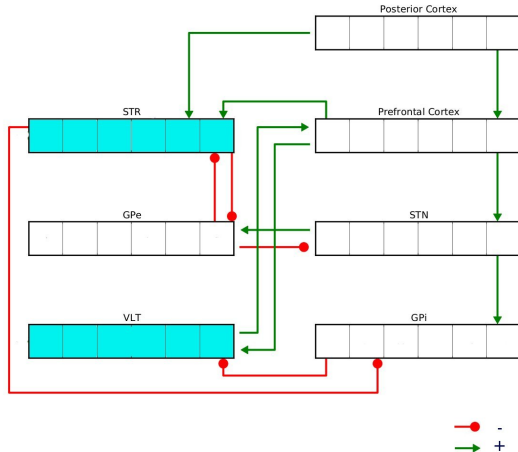 Posterior Cortex
STR
Prefrontal Cortex
GPe
STN
VLT
GPi
-
+